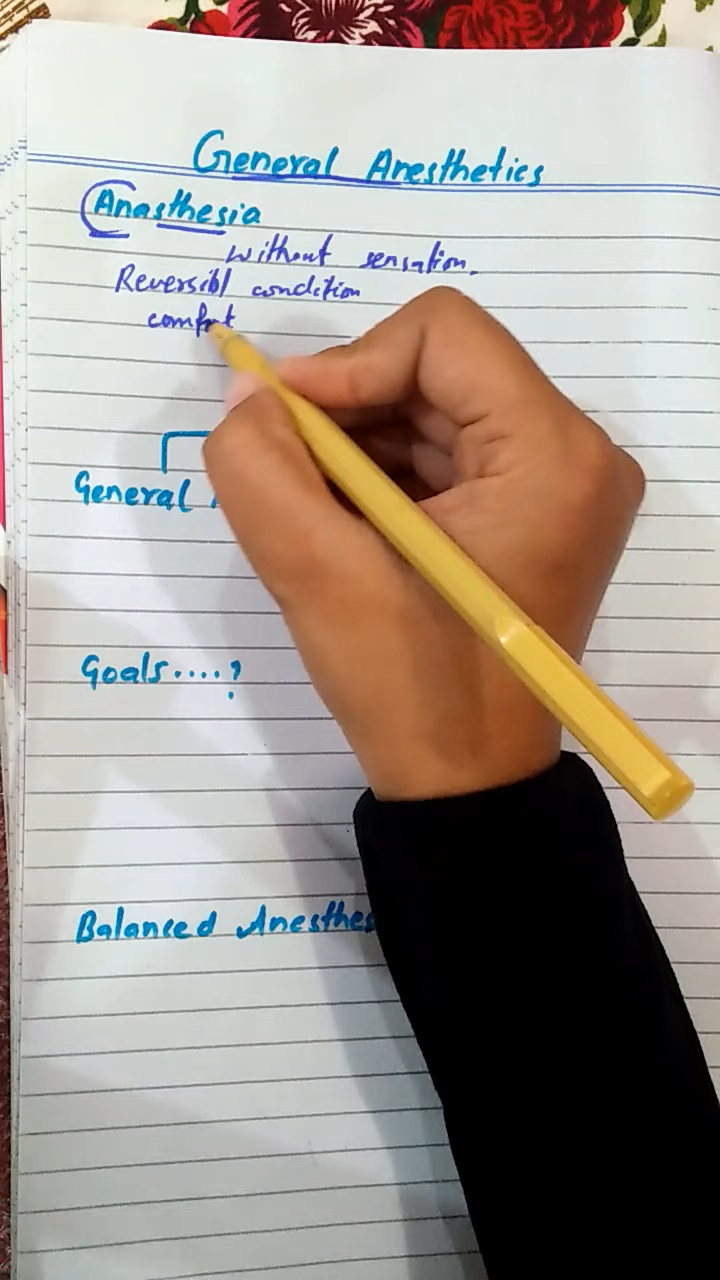 General Anesthetics
Anasthesia
without sensation.
Reversibl condition
comfort
General
Goals....?
Balanced Anesthes